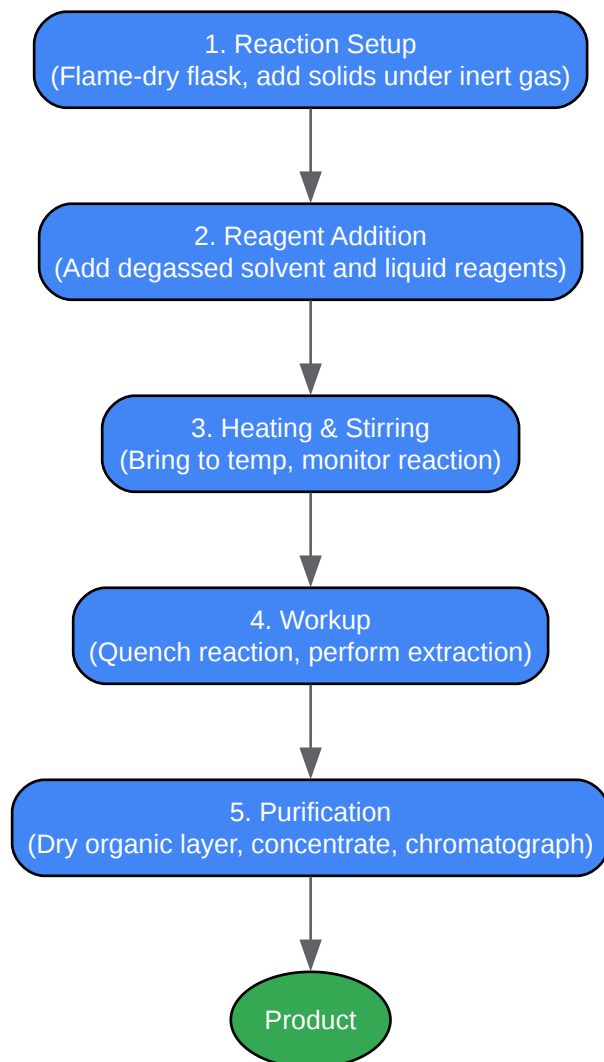 1. Reaction Setup
(Flame-dry flask, add solids under inert gas)
2. Reagent Addition
(Add degassed solvent and liquid reagents)
3. Heating & Stirring
(Bring to temp, monitor reaction)
4. Workup
(Quench reaction, perform extraction)
5. Purification
(Dry organic layer, concentrate, chromatograph)
Product